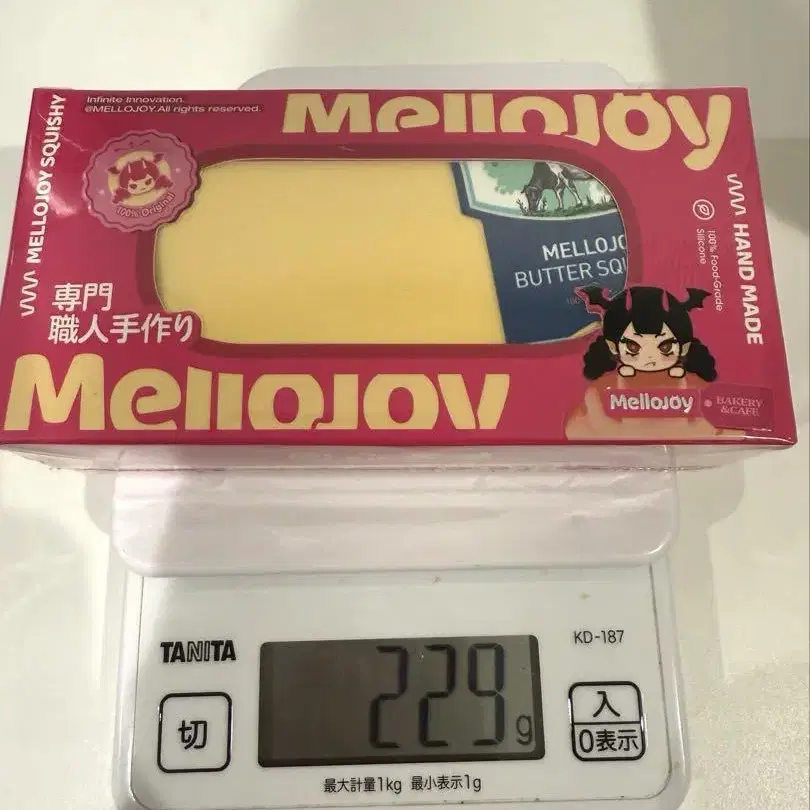 Infinite Innovation.
@MELLOJOY.All rights reserved.
MELLOJOY SQUISHY
Mellojoy
100% Original
専門
職人手作り
MELLOJO
BUTTER SQU
HAND MADE
100% Food-Grade
Silicone
Mellojoy
Mellojoy
BAKERY
&CAFE
TANITA
KD-187
切
229g
入
0表示
最大計量1kg 最小表示1g